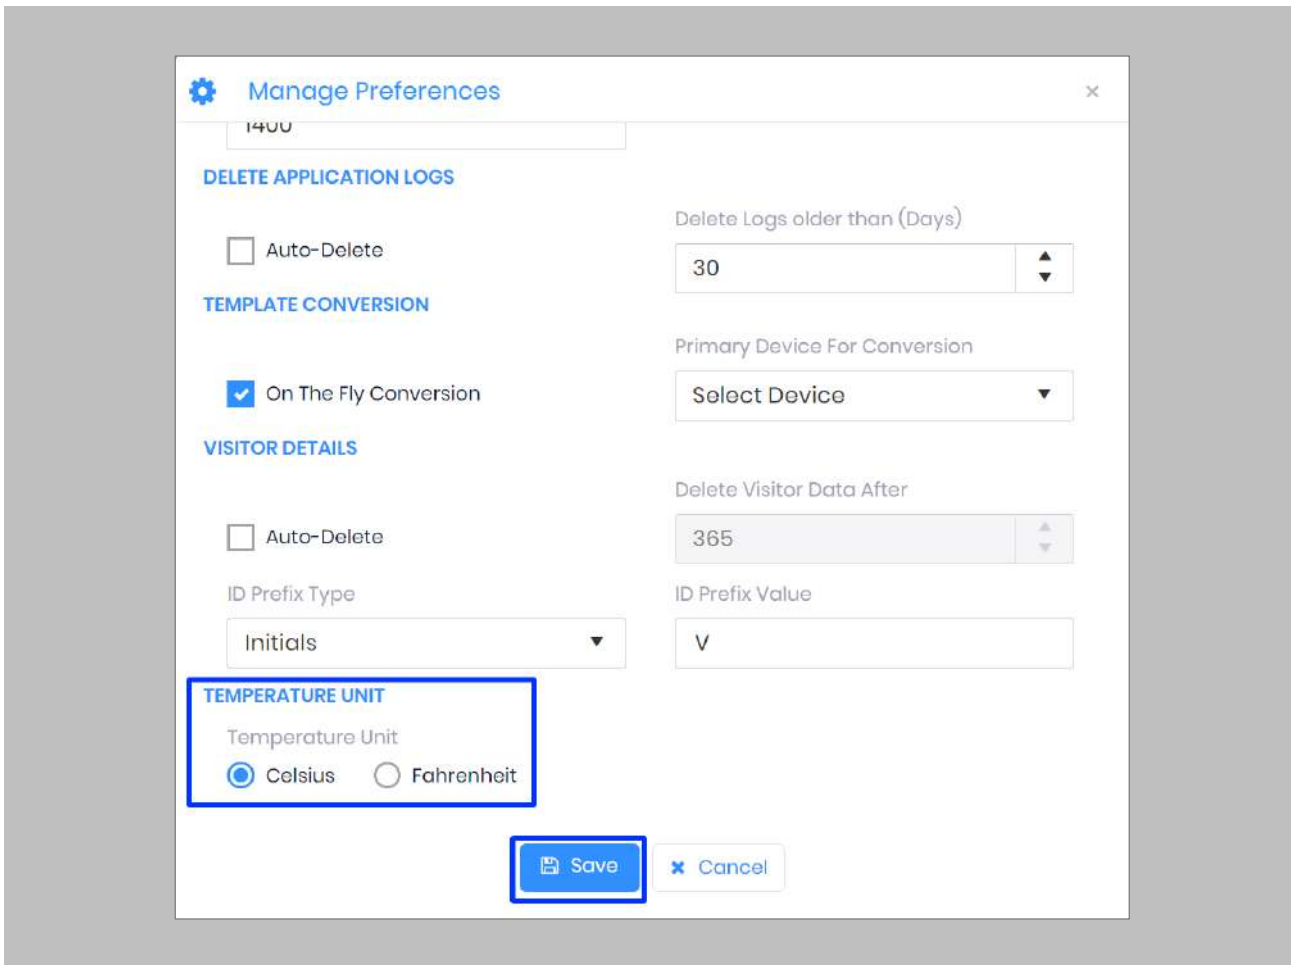 Manage Preferences
1400
DELETE APPLICATION LOGS
Delete Logs older than (Days)
Auto-Delete
30
TEMPLATE CONVERSION
Primary Device For Conversion
On The Fly Conversion
Select Device
VISITOR DETAILS
Delete Visitor Data After
Auto-Delete
365
ID Prefix Type
ID Prefix Value
Initials
V
TEMPERATURE UNIT
Temperature Unit
Celsius Fahrenheit
Save Cancel